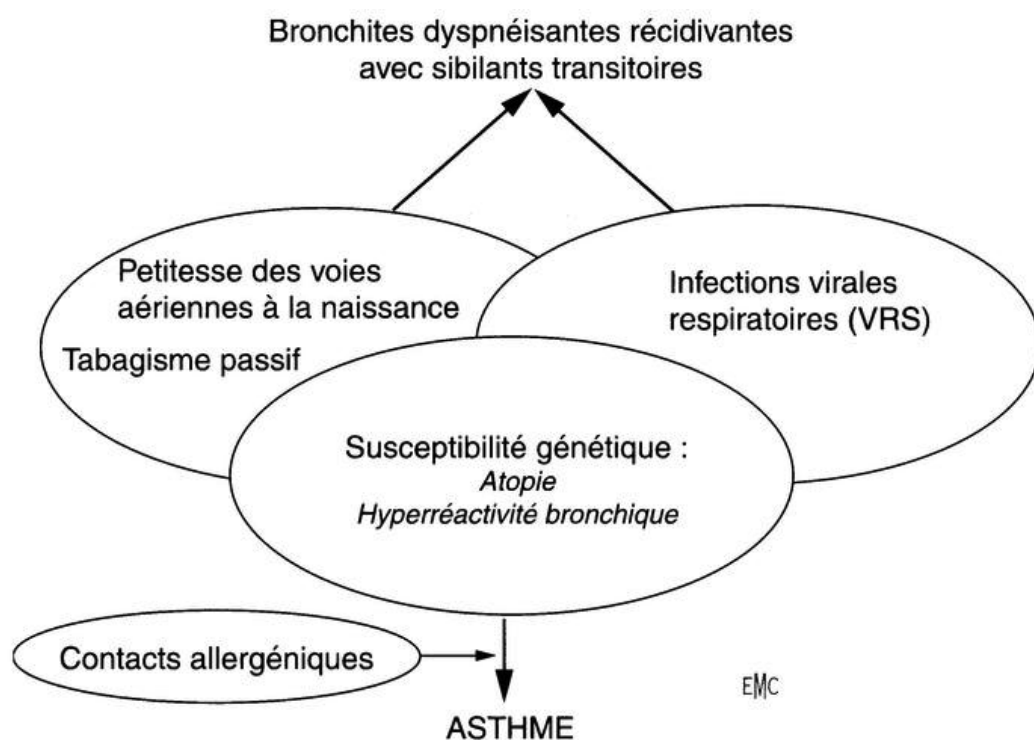 Bronchites dyspnéisantes récidivantes
avec sibilants transitoires
Petitesse des voies
aériennes à la naissance
Tabagisme passif
Infections virales
respiratoires (VRS)
Susceptibilité génétique :
Atopie
Hyperréactivité bronchique
Contacts allergéniques
EMC
ASTHME